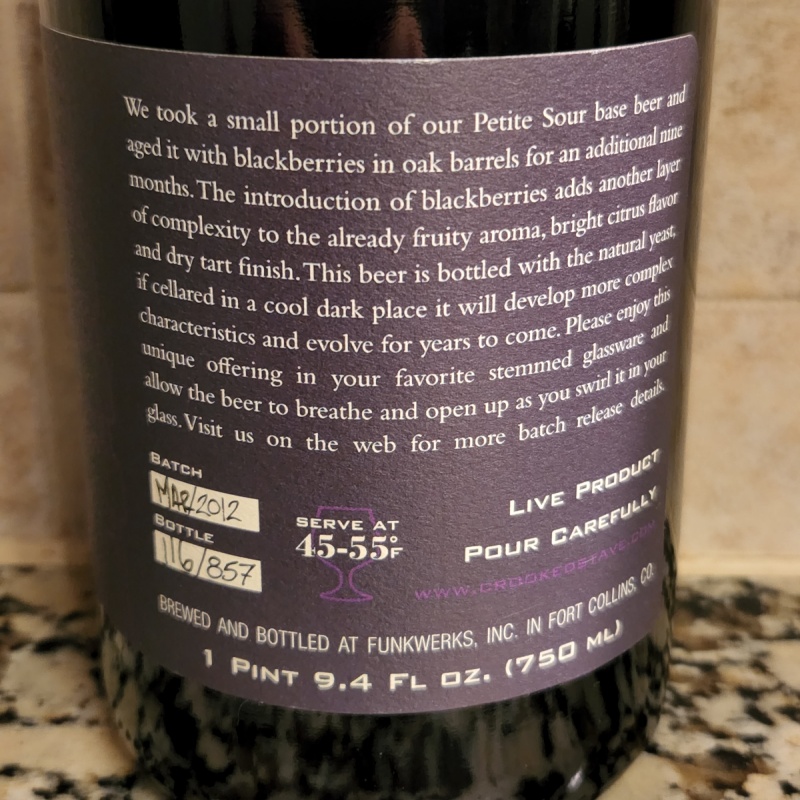 We took a small portion of our Petite Sour base beer and
aged it with blackberries in oak barrels for an additional nine
months. The introduction of blackberries adds another layer
of complexity to the already fruity aroma, bright citrus flavor
and dry tart finish. This beer is bottled with the natural yeast,
if cellared in a cool dark place it will develop more complex
characteristics and evolve for years to come. Please enjoy this
unique offering in your favorite stemmed glassware and
allow the beer to breathe and open up as you swirl it in your
glass. Visit us on the web for more batch release details.
BATCH
MAR/2012
BOTTLE
116/857
SERVE AT
45-55°F
LIVE PRODUCT
POUR CAREFULLY
WWW.CROOKEDSTAVE.COM
BREWED AND BOTTLED AT FUNKWERKS, INC. IN FORT COLLINS, CO.
1 PINT 9.4 FL OZ. (750 ML)